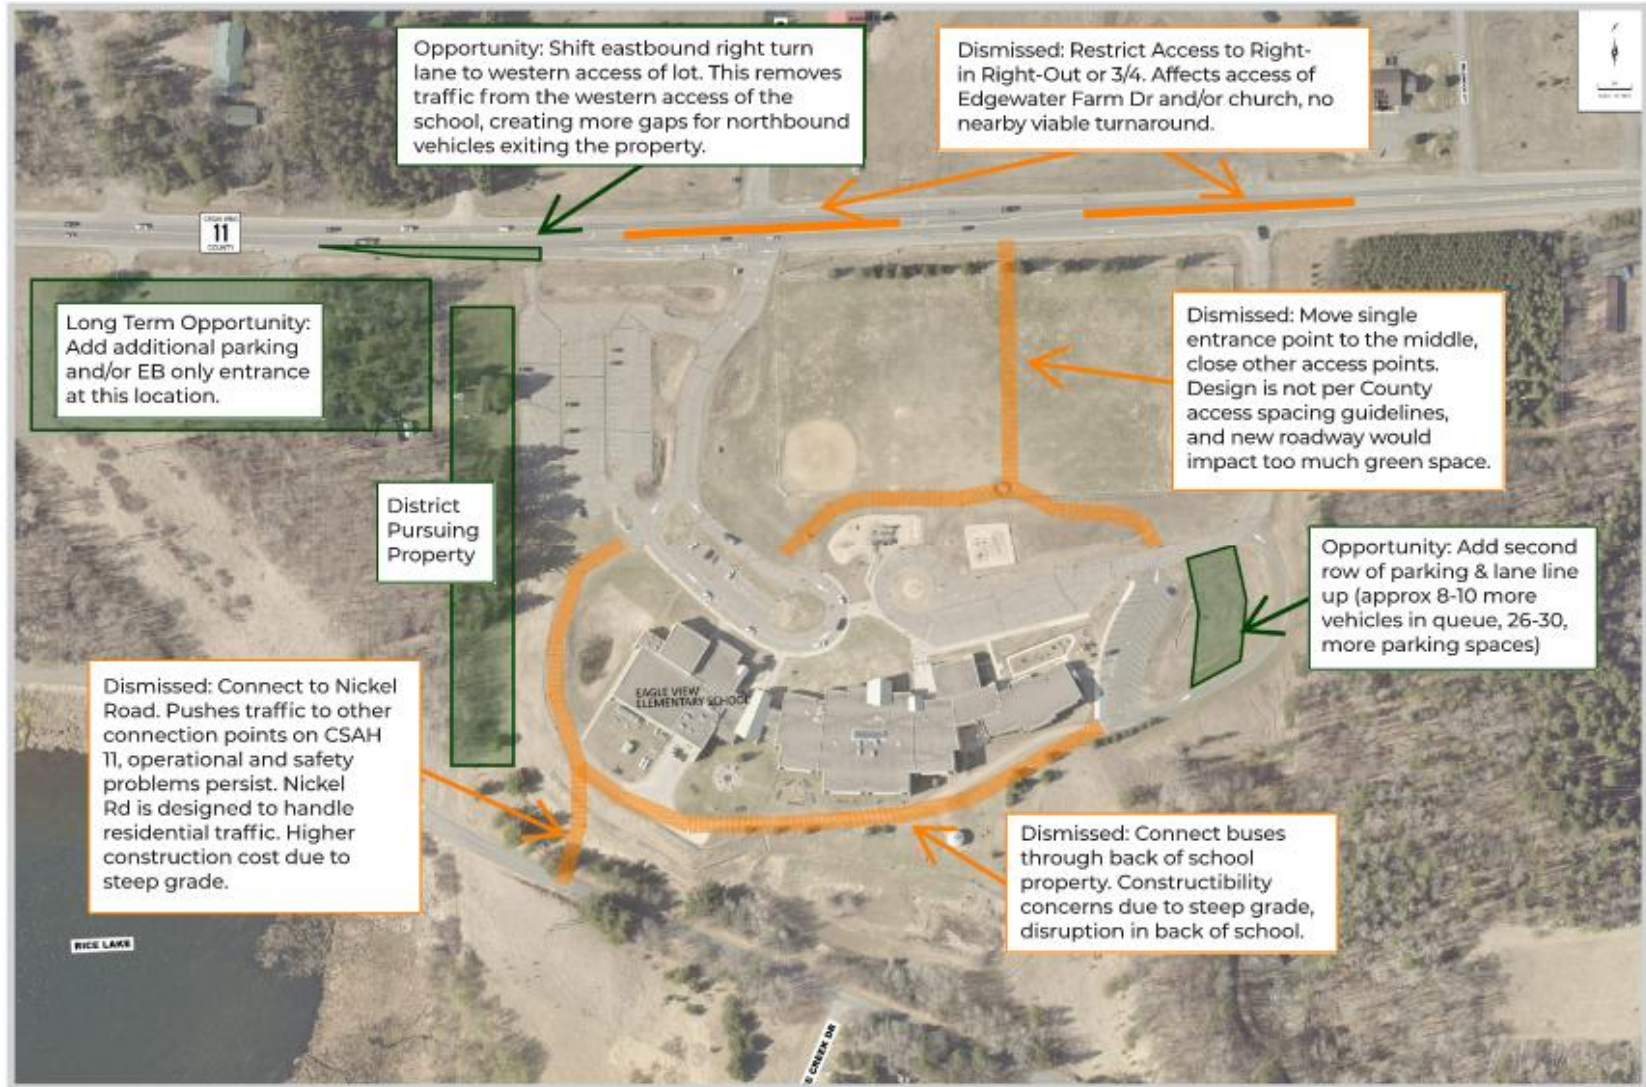 Opportunity: Shift eastbound right turn
lane to western access of lot. This removes
traffic from the western access of the
school, creating more gaps for northbound
vehicles exiting the property.
Dismissed: Restrict Access to Right-
in Right-Out or 3/4. Affects access of
Edgewater Farm Dr and/or church, no
nearby viable turnaround.
11
COUNTY
Long Term Opportunity:
Add additional parking
and/or EB only entrance
at this location.
Dismissed: Move single
entrance point to the middle,
close other access points.
Design is not per County
access spacing guidelines,
and new roadway would
impact too much green space.
District
Pursuing
Property
Opportunity: Add second
row of parking & lane line
up (approx 8-10 more
vehicles in queue, 26-30,
more parking spaces)
Dismissed: Connect to Nickel
Road. Pushes traffic to other
connection points on CSAH
11, operational and safety
problems persist. Nickel
Rd is designed to handle
residential traffic. Higher
construction cost due to
steep grade.
EAGLE VIEW
ELEMENTARY SCHOOL
Dismissed: Connect buses
through back of school
property. Constructibility
concerns due to steep grade,
disruption in back of school.
RICE LAKE
CREEK DR